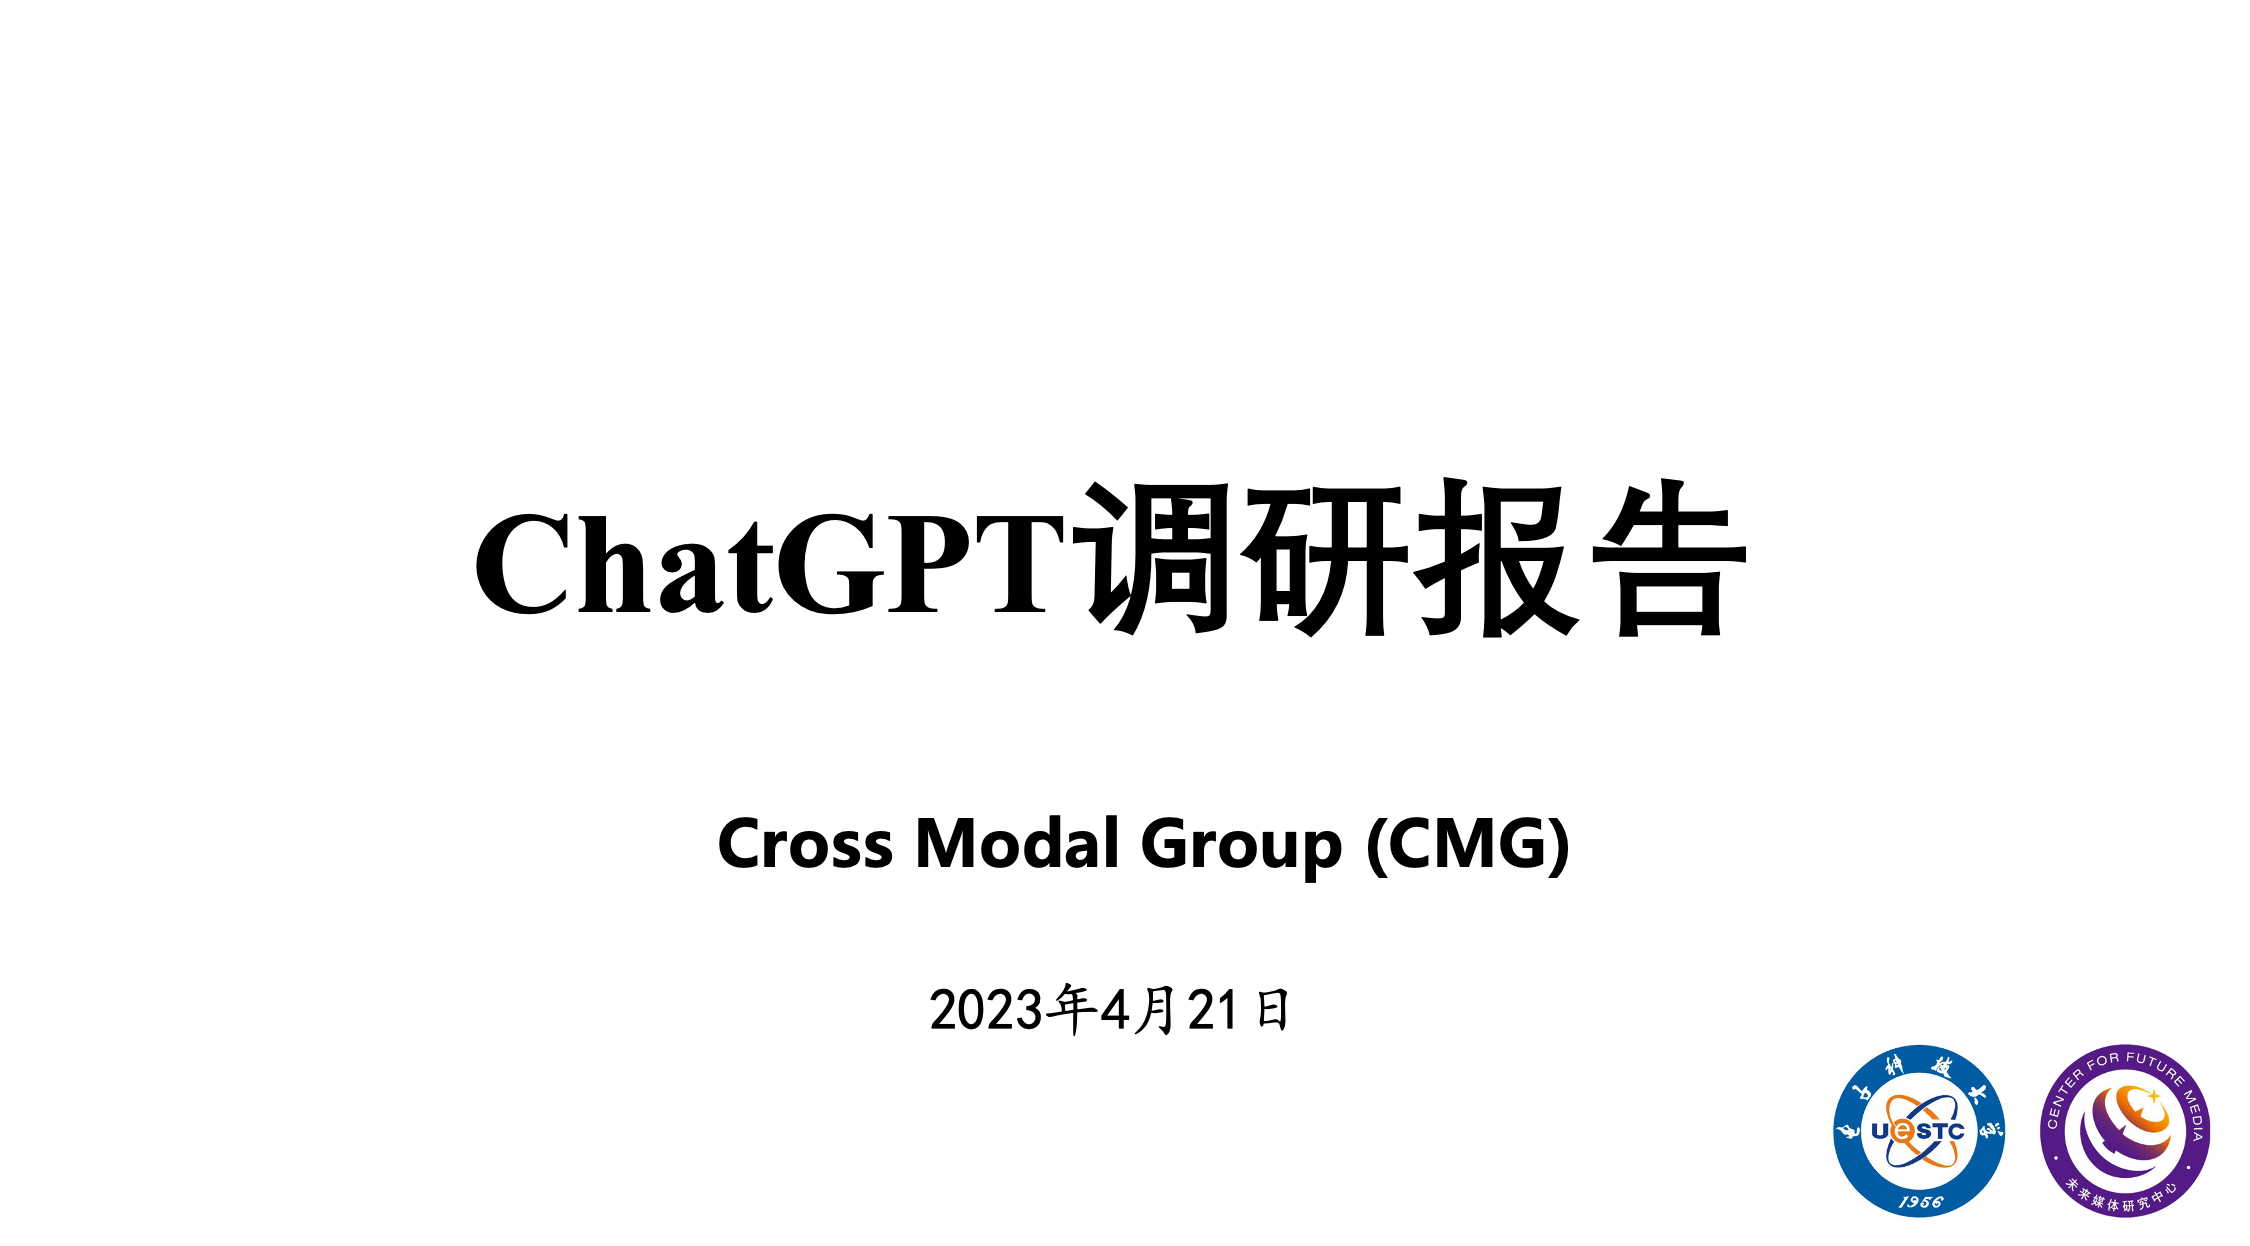 ChatGPT调研报告
Cross Modal Group (CMG)
2023年4月21日
电子科技大学
UeSTC
1956
CENTER FOR FUTURE MEDIA
未来媒体研究中心